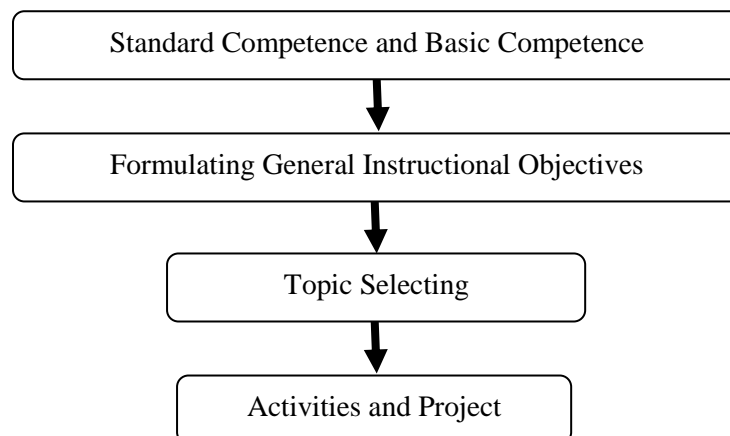 Standard Competence and Basic Competence
Formulating General Instructional Objectives
Topic Selecting
Activities and Project